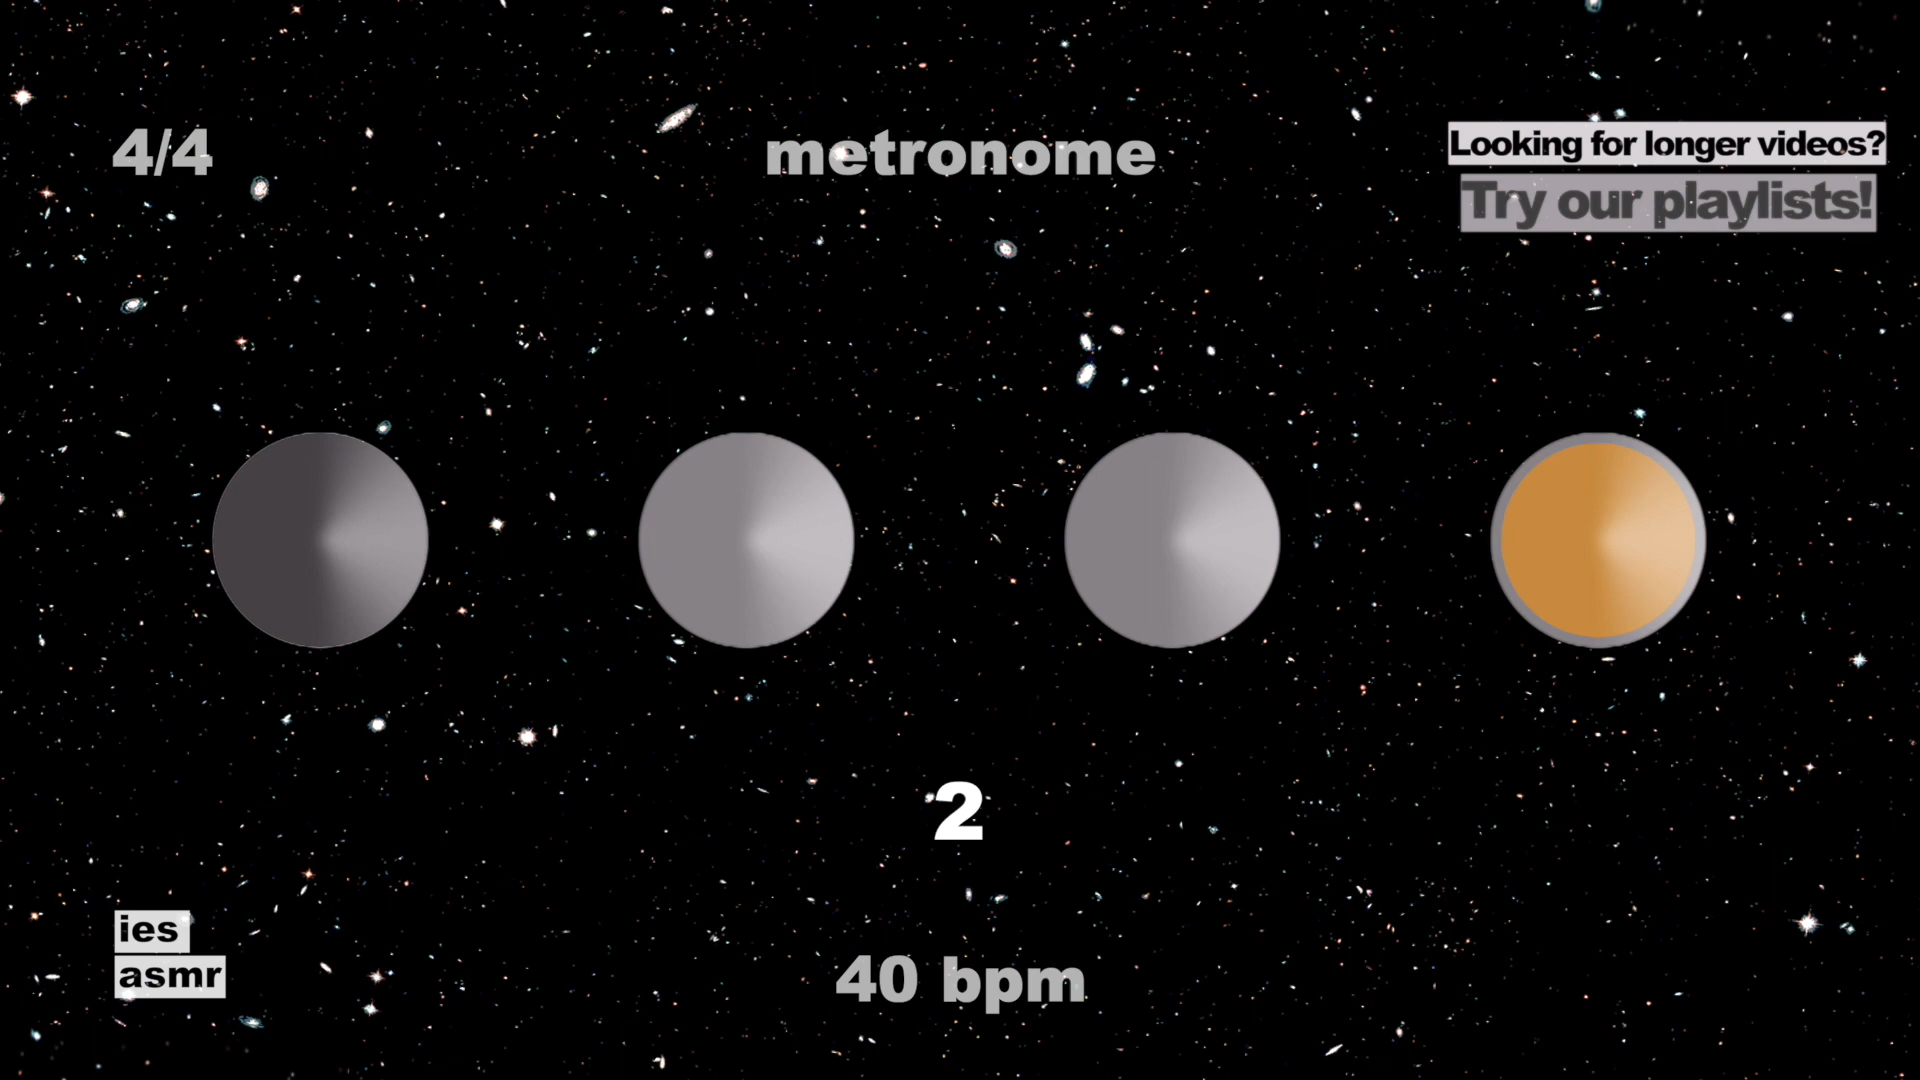 4/4
metronome
Looking for longer videos?
Try our playlists!
2
ies
asmr
40 bpm